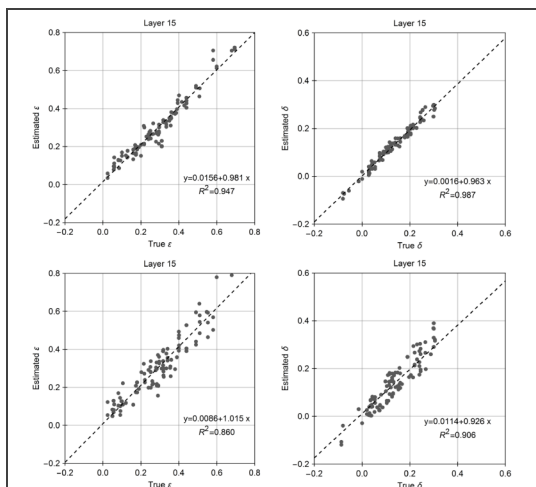 Layer 15
0.8
0.6
0.4
0.2
0.0
−0.2
Estimated ε
y=0.0156+0.981 x
R²=0.947
−0.2 0.0 0.2 0.4 0.6 0.8
True ε
Layer 15
0.6
0.4
0.2
0.0
−0.2
Estimated δ
y=0.0016+0.963 x
R²=0.987
−0.2 0.0 0.2 0.4 0.6
True δ
Layer 15
0.8
0.6
0.4
0.2
0.0
−0.2
Estimated ε
y=0.0086+1.015 x
R²=0.860
−0.2 0.0 0.2 0.4 0.6 0.8
True ε
Layer 15
0.6
0.4
0.2
0.0
−0.2
Estimated δ
y=0.0114+0.926 x
R²=0.906
−0.2 0.0 0.2 0.4 0.6
True δ